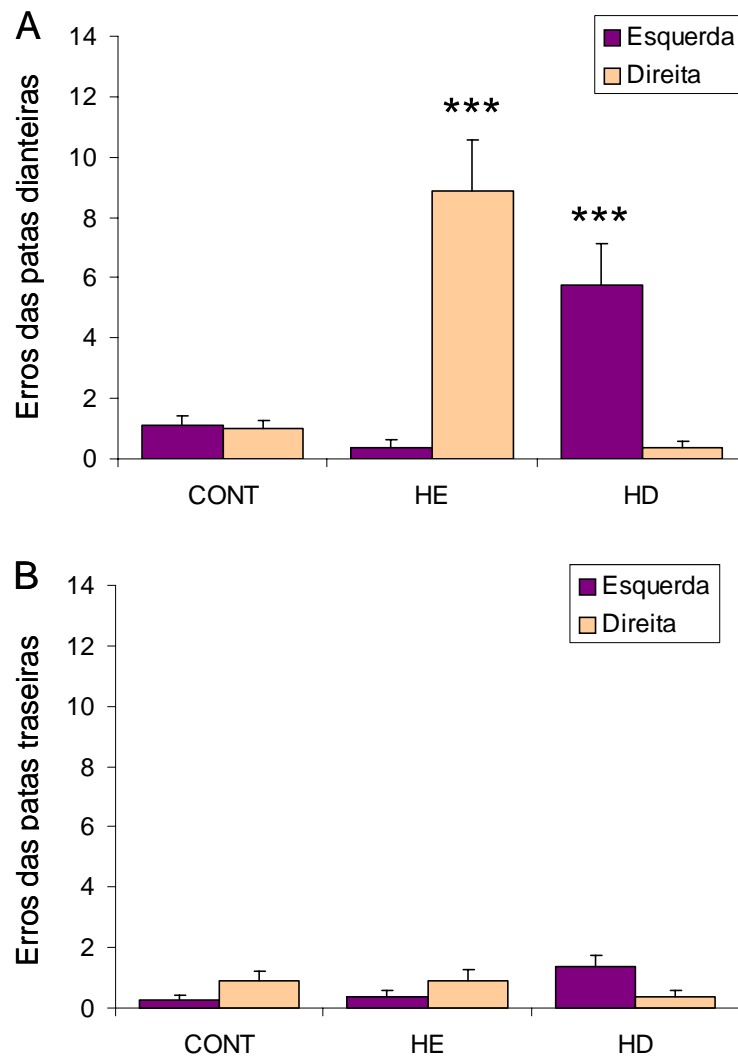 A
Erros das patas dianteiras
14
12
10
8
6
4
2
0
Esquerda
Direita
***
***
CONT HE HD
B
Erros das patas traseiras
14
12
10
8
6
4
2
0
Esquerda
Direita
CONT HE HD